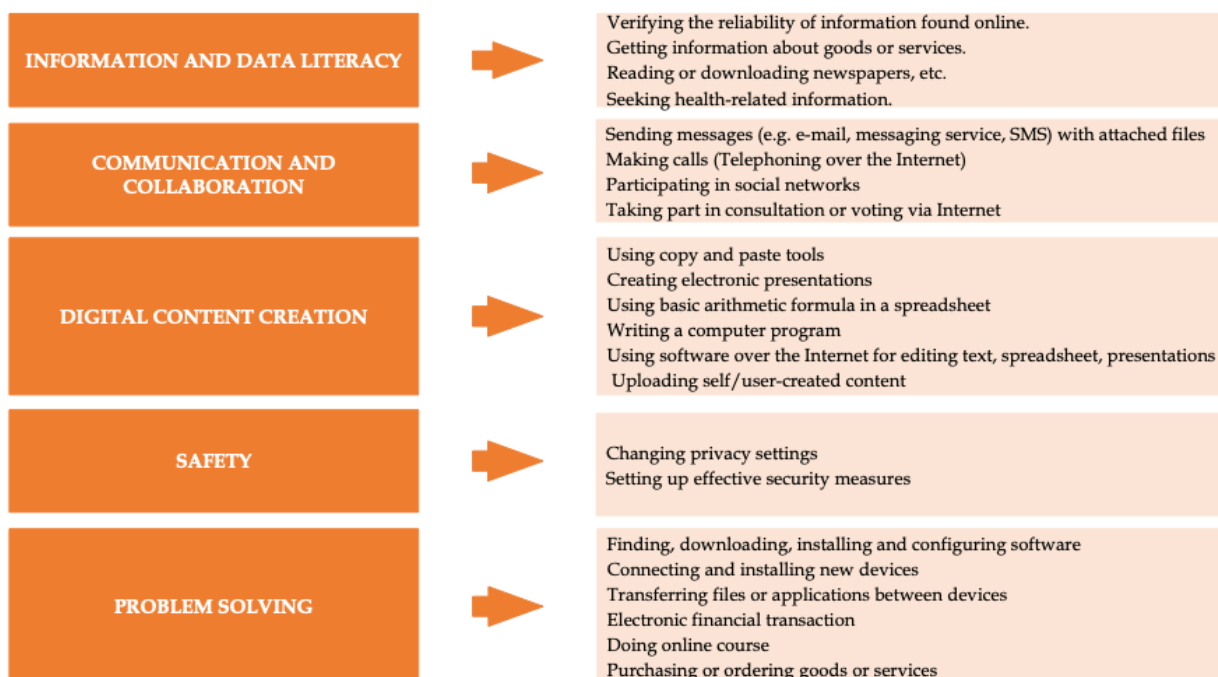 INFORMATION AND DATA LITERACY
Verifying the reliability of information found online.
Getting information about goods or services.
Reading or downloading newspapers, etc.
Seeking health-related information.
COMMUNICATION AND
COLLABORATION
Sending messages (e.g. e-mail, messaging service, SMS) with attached files
Making calls (Telephoning over the Internet)
Participating in social networks
Taking part in consultation or voting via Internet
DIGITAL CONTENT CREATION
Using copy and paste tools
Creating electronic presentations
Using basic arithmetic formula in a spreadsheet
Writing a computer program
Using software over the Internet for editing text, spreadsheet, presentations
Uploading self/user-created content
SAFETY
Changing privacy settings
Setting up effective security measures
PROBLEM SOLVING
Finding, downloading, installing and configuring software
Connecting and installing new devices
Transferring files or applications between devices
Electronic financial transaction
Doing online course
Purchasing or ordering goods or services